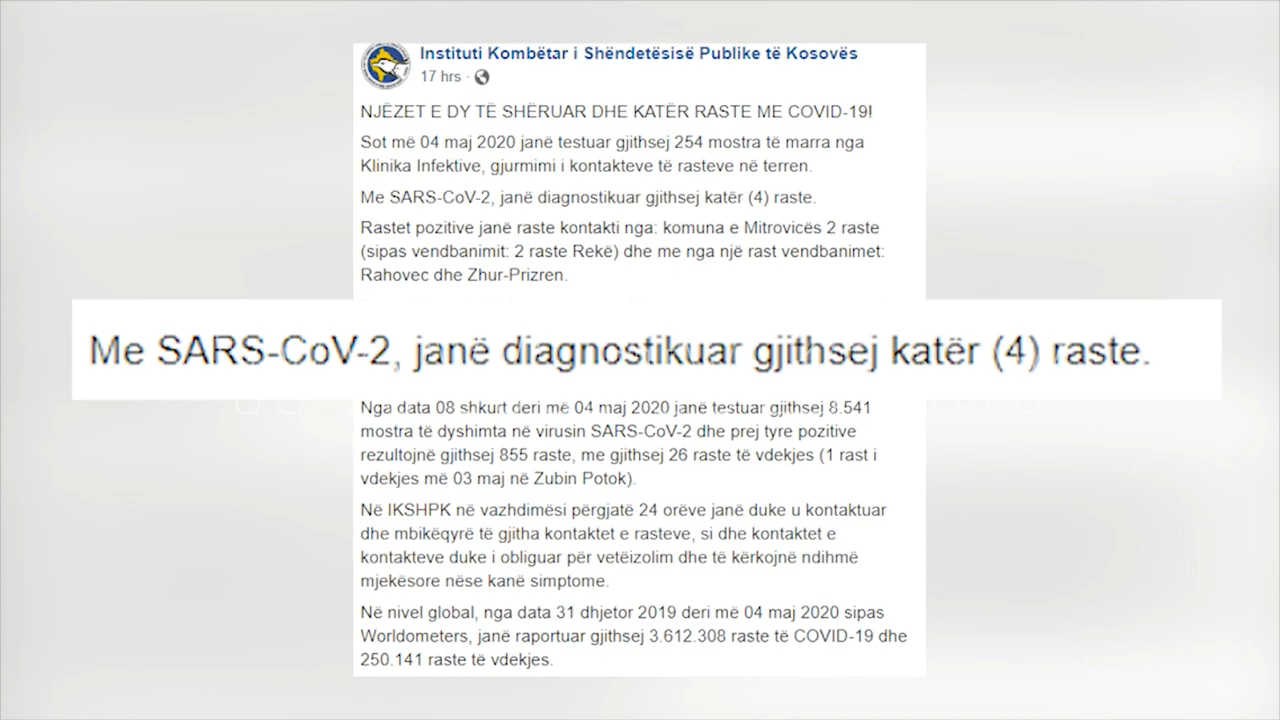 Instituti Kombëtar i Shëndetësisë Publike të Kosovës
17 hrs ·
NJËZET E DY TË SHËRUAR DHE KATËR RASTE ME COVID-19!
Sot më 04 maj 2020 janë testuar gjithsej 254 mostra të marra nga
Klinika Infektive, gjurmimi i kontakteve të rasteve në terren.
Me SARS-CoV-2, janë diagnostikuar gjithsej katër (4) raste.
Rastet pozitive janë raste kontakti nga: komuna e Mitrovicës 2 raste
(sipas vendbanimit: 2 raste Rekë) dhe me nga një rast vendbanimet:
Rahovec dhe Zhur-Prizren.
Me SARS-CoV-2, janë diagnostikuar gjithsej katër (4) raste.
Nga data 08 shkurt deri më 04 maj 2020 janë testuar gjithsej 8.541
mostra të dyshimta në virusin SARS-CoV-2 dhe prej tyre pozitive
rezultojnë gjithsej 855 raste, me gjithsej 26 raste të vdekjes (1 rast i
vdekjes më 03 maj në Zubin Potok).
Në IKSHPK në vazhdimësi përgjatë 24 orëve janë duke u kontaktuar
dhe mbikëqyrë të gjitha kontaktet e rasteve, si dhe kontaktet e
kontakteve duke i obliguar për vetëizolim dhe të kërkojnë ndihmë
mjekësore nëse kanë simptome.
Në nivel global, nga data 31 dhjetor 2019 deri më 04 maj 2020 sipas
Worldometers, janë raportuar gjithsej 3.612.308 raste të COVID-19 dhe
250.141 raste të vdekjes.